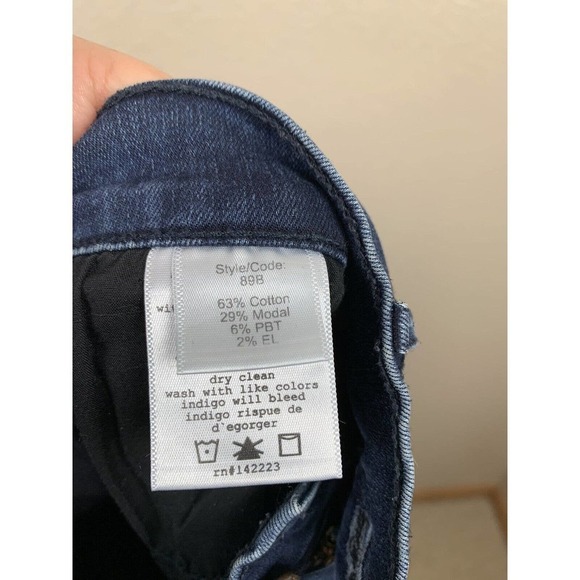 Style/Code:
89B
63% Cotton
29% Modal
6% PBT
2% EL
dry clean
wash with like colors
indigo will bleed
indigo rispue de
d`egorger
rn#142223